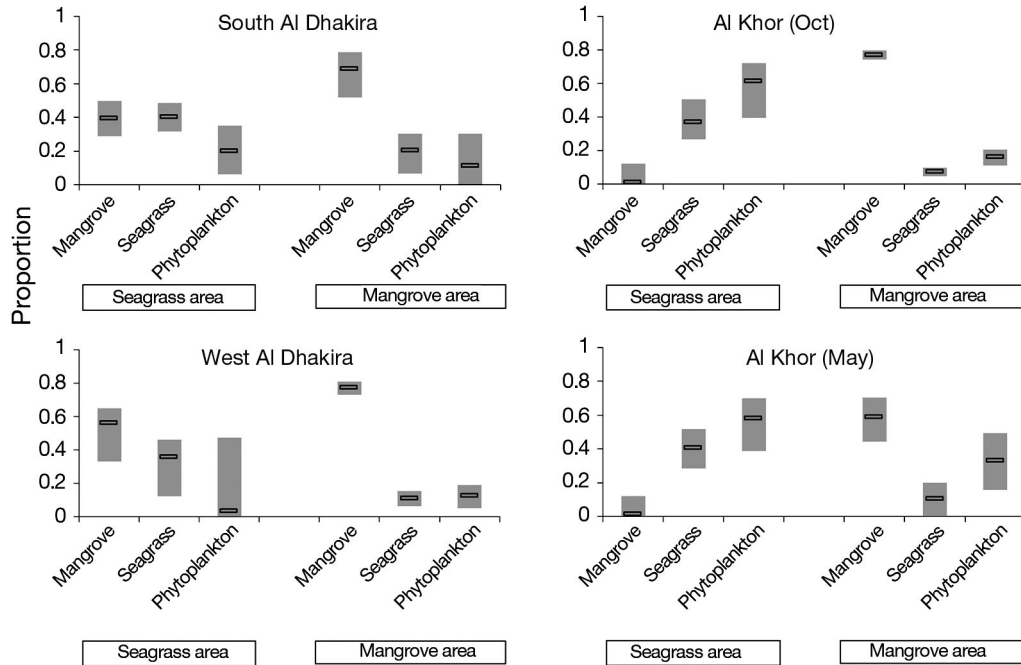 Proportion
South Al Dhakira
1
0.8
0.6
0.4
0.2
0
Mangrove
Seagrass
Phytoplankton
Mangrove
Seagrass
Phytoplankton
Seagrass area
Mangrove area
Al Khor (Oct)
1
0.8
0.6
0.4
0.2
0
Mangrove
Seagrass
Phytoplankton
Mangrove
Seagrass
Phytoplankton
Seagrass area
Mangrove area
West Al Dhakira
1
0.8
0.6
0.4
0.2
0
Mangrove
Seagrass
Phytoplankton
Mangrove
Seagrass
Phytoplankton
Seagrass area
Mangrove area
Al Khor (May)
1
0.8
0.6
0.4
0.2
0
Mangrove
Seagrass
Phytoplankton
Mangrove
Seagrass
Phytoplankton
Seagrass area
Mangrove area